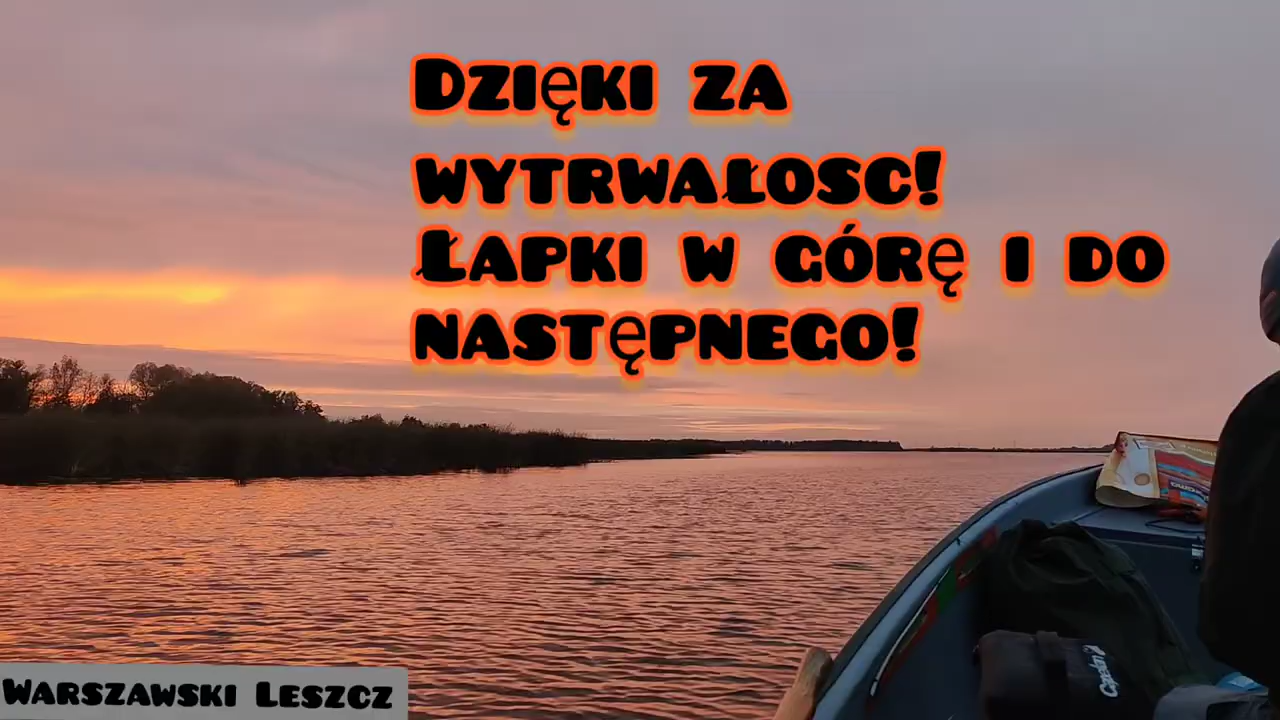 Dzięki za
wytrwałosc!
Łapki w górę i do
następnego!
Warszawski Leszcz